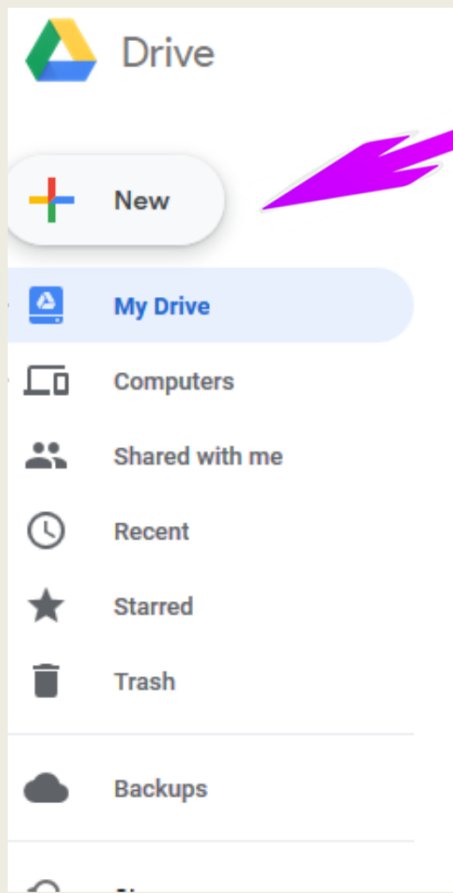 Drive
New
My Drive
Computers
Shared with me
Recent
Starred
Trash
Backups